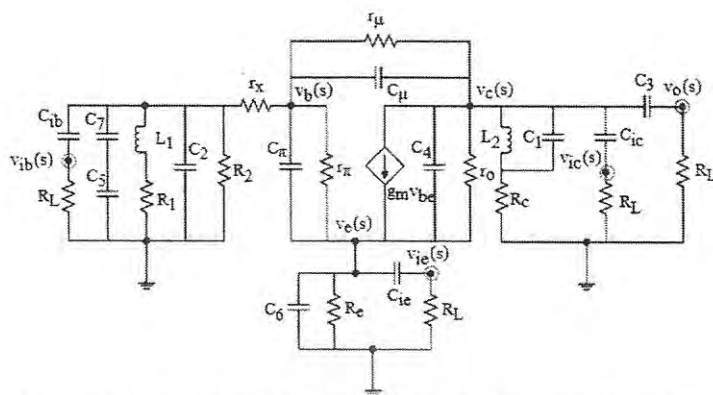 rμ
rx
vb(s)
Cμ
vc(s)
C3
vo(s)
Cib
C7
L1
C2
R2
Cπ
rπ
gmvbe
C4
ro
L2
C1
Cic
vib(s)
vic(s)
RL
C5
R1
Rc
RL
RL
ve(s)
vie(s)
C6
Re
Cie
RL